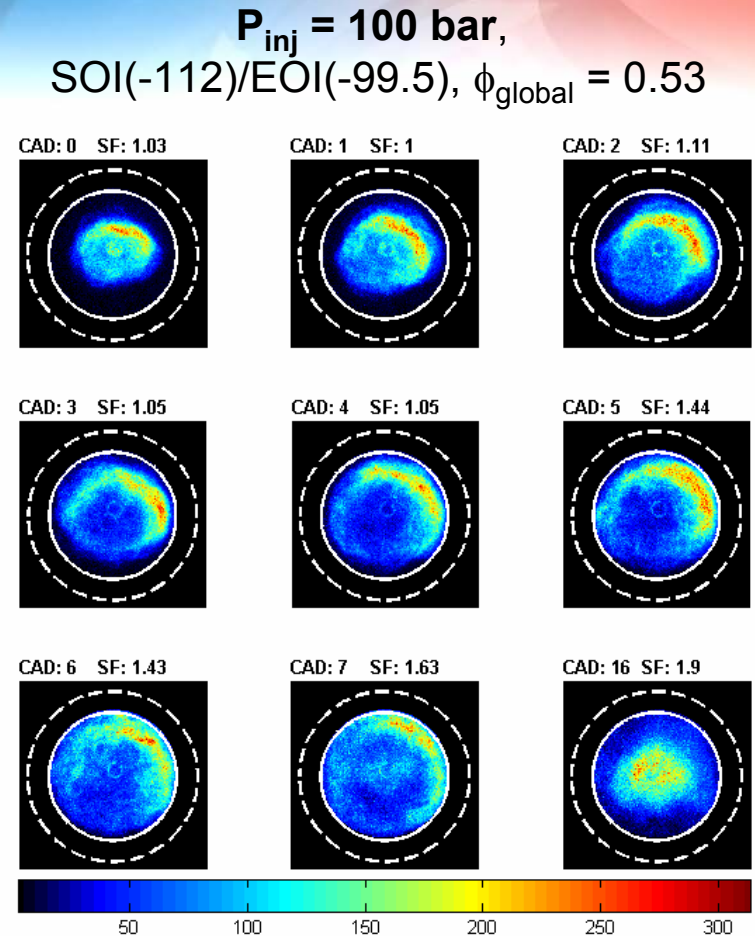 P_inj = 100 bar,
SOI(-112)/EOI(-99.5), ϕ_global = 0.53
CAD: 0 SF: 1.03
CAD: 1 SF: 1
CAD: 2 SF: 1.11
CAD: 3 SF: 1.05
CAD: 4 SF: 1.05
CAD: 5 SF: 1.44
CAD: 6 SF: 1.43
CAD: 7 SF: 1.63
CAD: 16 SF: 1.9
50 100 150 200 250 300